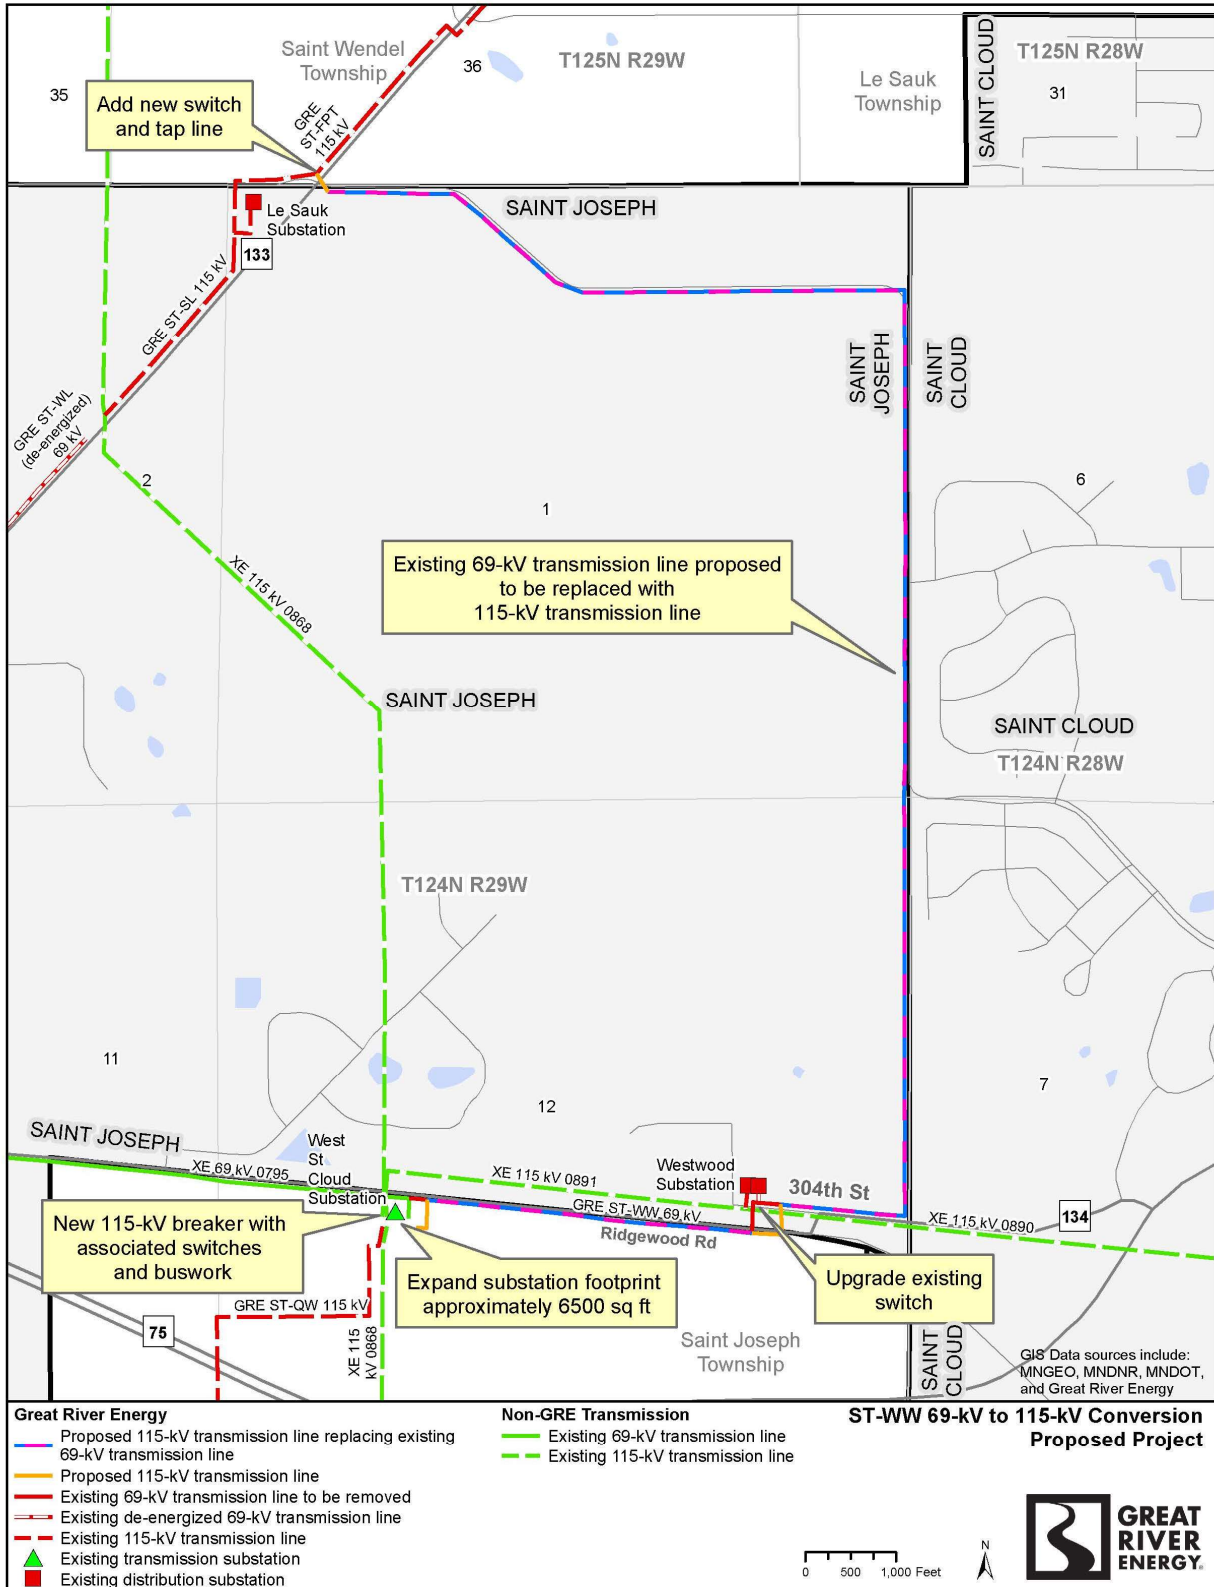 Saint Wendel
Township
36
T125N R29W
Le Sauk
Township
SAINT CLOUD
T125N R28W
31
35
Add new switch
and tap line
GRE
ST-FPT
115 kV
Le Sauk
Substation
133
SAINT JOSEPH
GRE ST-SL 115 kV
GRE ST-WL
(de-energized)
69 kV
SAINT
JOSEPH
SAINT
CLOUD
2
1
6
XE 115 kV 0868
Existing 69-kV transmission line proposed
to be replaced with
115-kV transmission line
SAINT JOSEPH
SAINT CLOUD
T124N R28W
T124N R29W
11
12
7
SAINT JOSEPH
West
St
Cloud
Substation
XE 69 kV 0795
XE 115 kV 0891
Westwood
Substation
304th St
GRE ST-WW 69 kV
Ridgewood Rd
XE 115 kV 0890
134
New 115-kV breaker with
associated switches
and buswork
Expand substation footprint
approximately 6500 sq ft
Upgrade existing
switch
GRE ST-QW 115 kV
75
XE 115
kV 0868
Saint Joseph
Township
SAINT
CLOUD
GIS Data sources include:
MNGEO, MNDNR, MNDOT,
and Great River Energy
Great River Energy
Proposed 115-kV transmission line replacing existing
69-kV transmission line
Proposed 115-kV transmission line
Existing 69-kV transmission line to be removed
Existing de-energized 69-kV transmission line
Existing 115-kV transmission line
Existing transmission substation
Existing distribution substation
Non-GRE Transmission
Existing 69-kV transmission line
Existing 115-kV transmission line
ST-WW 69-kV to 115-kV Conversion
Proposed Project
0 500 1,000 Feet
N
GREAT
RIVER
ENERGY®